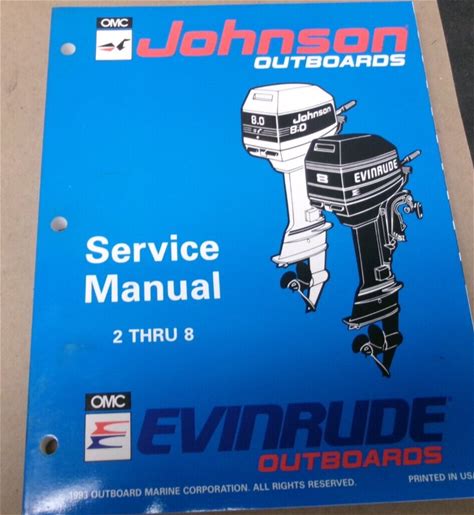 OMC
Johnson
OUTBOARDS
8.0
Johnson
8.0
8
EVINRUDE
Service
Manual
2 THRU 8
OMC
EVINRUDE
OUTBOARDS
1993 OUTBOARD MARINE CORPORATION. ALL RIGHTS RESERVED.
PRINTED IN USA